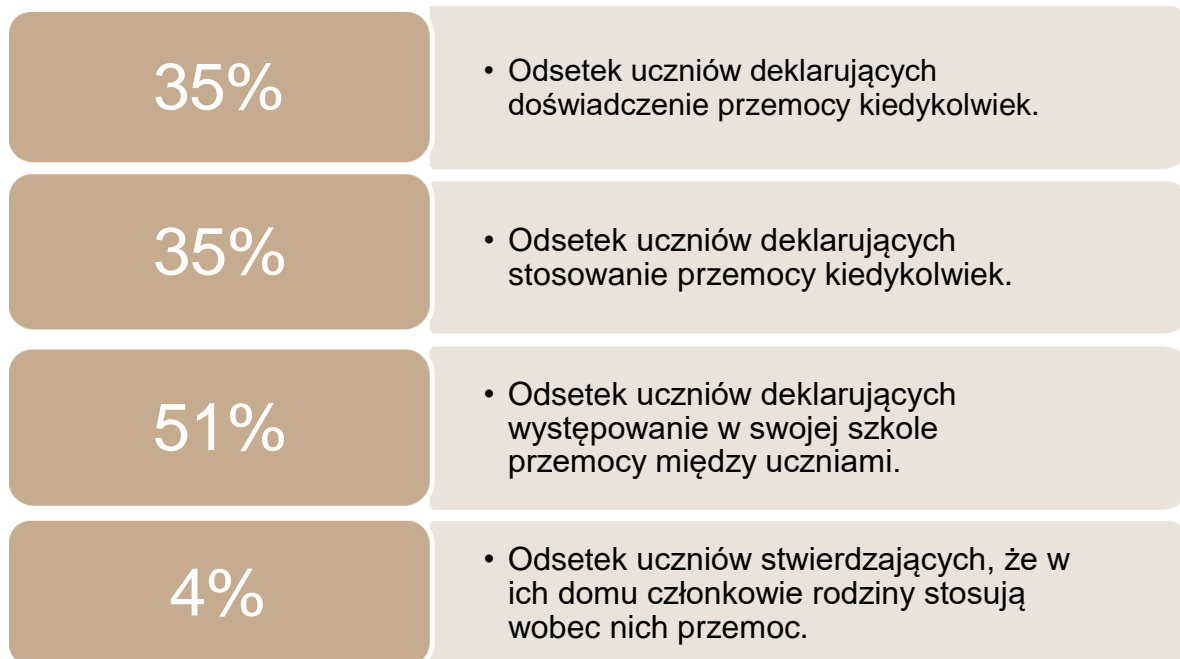 35%
• Odsetek uczniów deklarujących
doświadczenie przemocy kiedykolwiek.
35%
• Odsetek uczniów deklarujących
stosowanie przemocy kiedykolwiek.
51%
• Odsetek uczniów deklarujących
występowanie w swojej szkole
przemocy między uczniami.
4%
• Odsetek uczniów stwierdzających, że w
ich domu członkowie rodziny stosują
wobec nich przemoc.